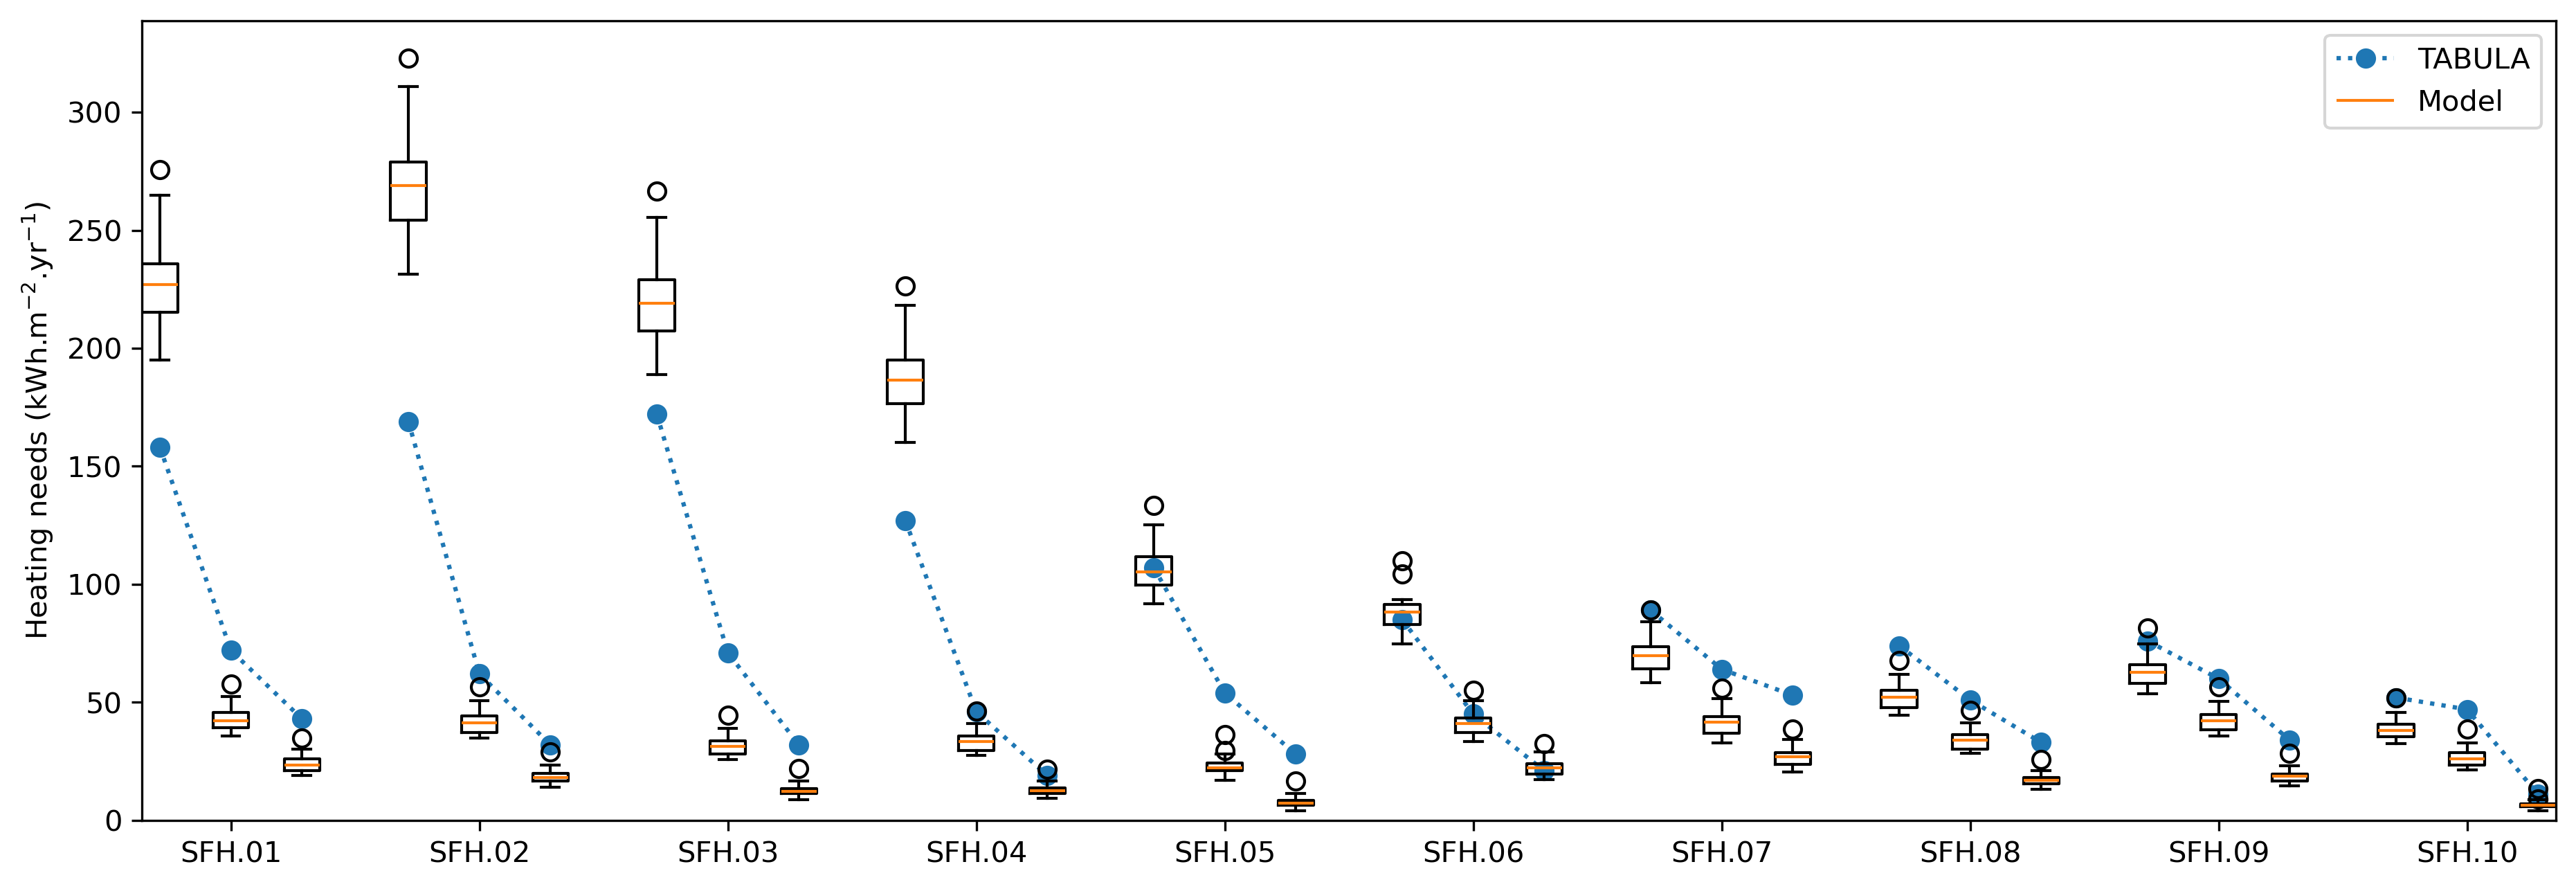 TABULA
Model
Heating needs (kWh.m⁻².yr⁻¹)
300
250
200
150
100
50
0
SFH.01 SFH.02 SFH.03 SFH.04 SFH.05 SFH.06 SFH.07 SFH.08 SFH.09 SFH.10